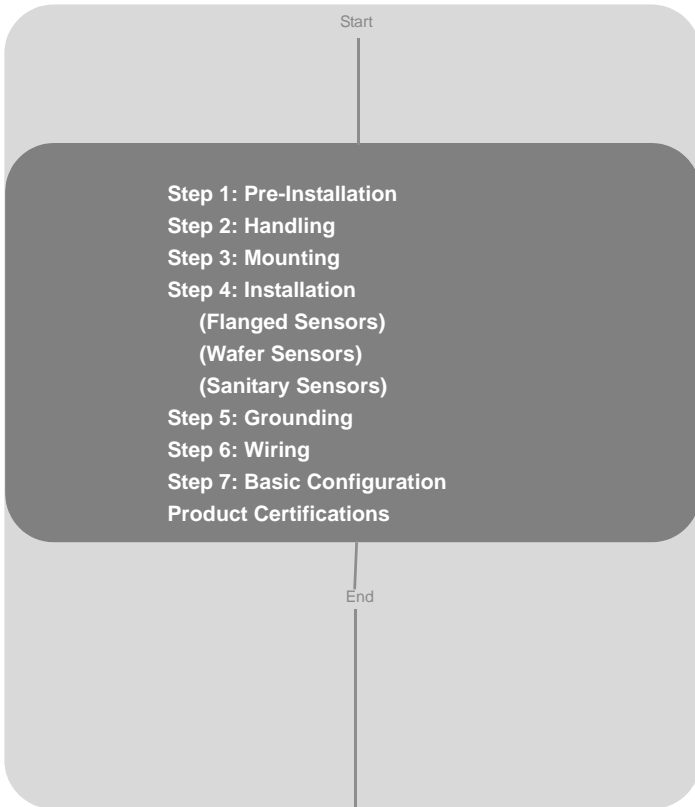 Start
Step 1: Pre-Installation
Step 2: Handling
Step 3: Mounting
Step 4: Installation
(Flanged Sensors)
(Wafer Sensors)
(Sanitary Sensors)
Step 5: Grounding
Step 6: Wiring
Step 7: Basic Configuration
Product Certifications
End